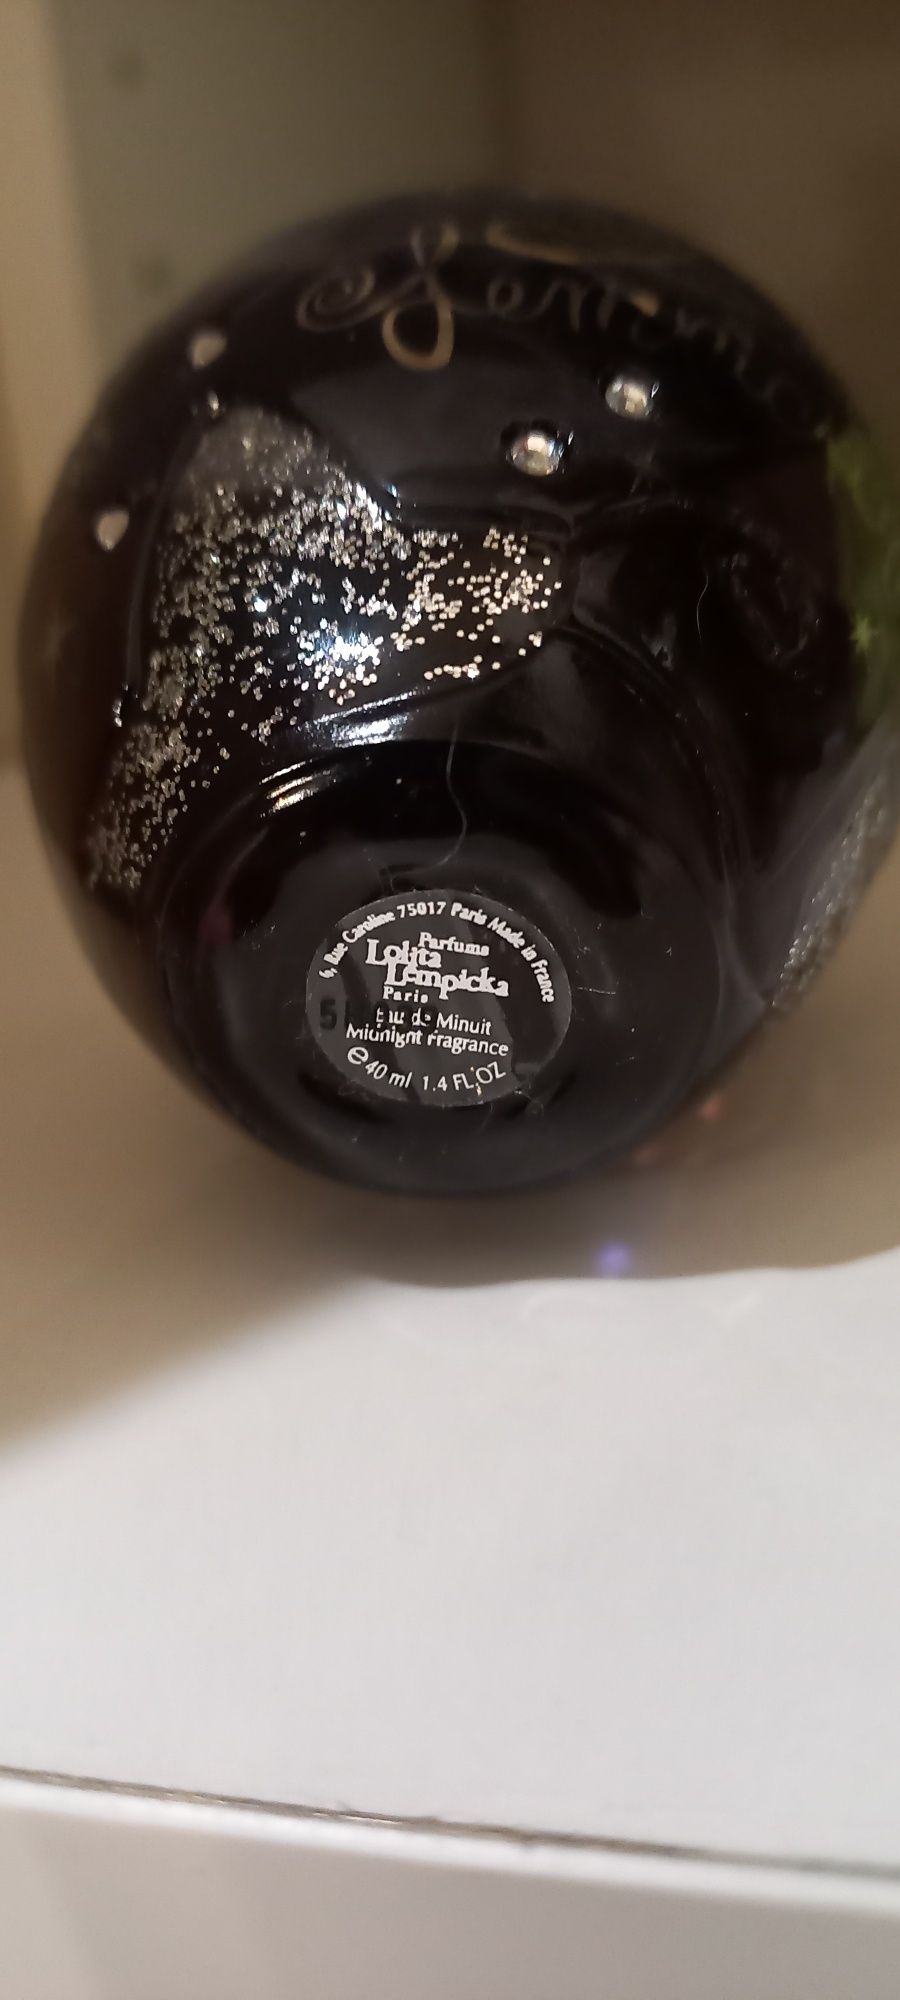 6, Rue Caroline 75017 Paris Made in France
Parfums
Lolita
Lempicka
Paris
Eau de Minuit
Midnight Fragrance
℮ 40 ml 1.4 FL.OZ